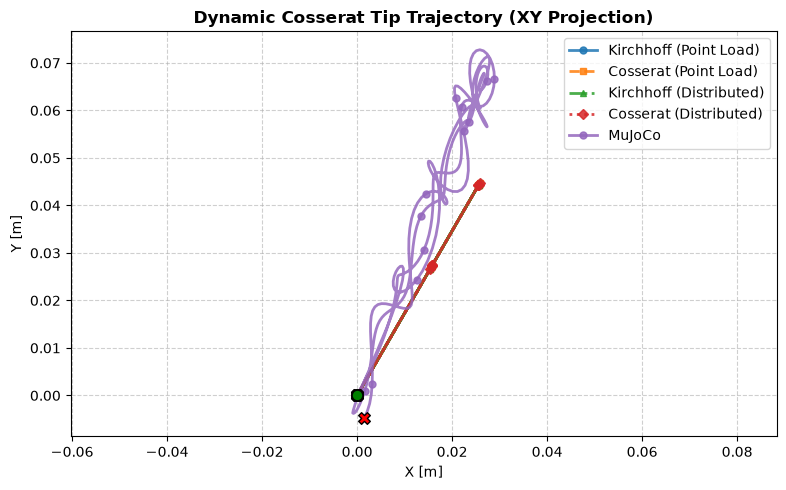 Dynamic Cosserat Tip Trajectory (XY Projection)
Kirchhoff (Point Load)
Cosserat (Point Load)
Kirchhoff (Distributed)
Cosserat (Distributed)
MuJoCo
Y [m]
0.07
0.06
0.05
0.04
0.03
0.02
0.01
0.00
−0.06
−0.04
−0.02
0.00
0.02
0.04
0.06
0.08
X [m]